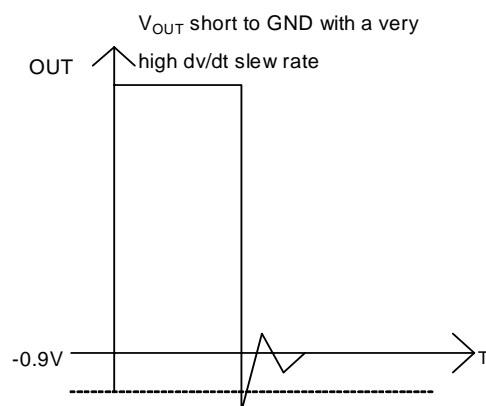 V_OUT short to GND with a very
high dv/dt slew rate
OUT
-0.9V
T